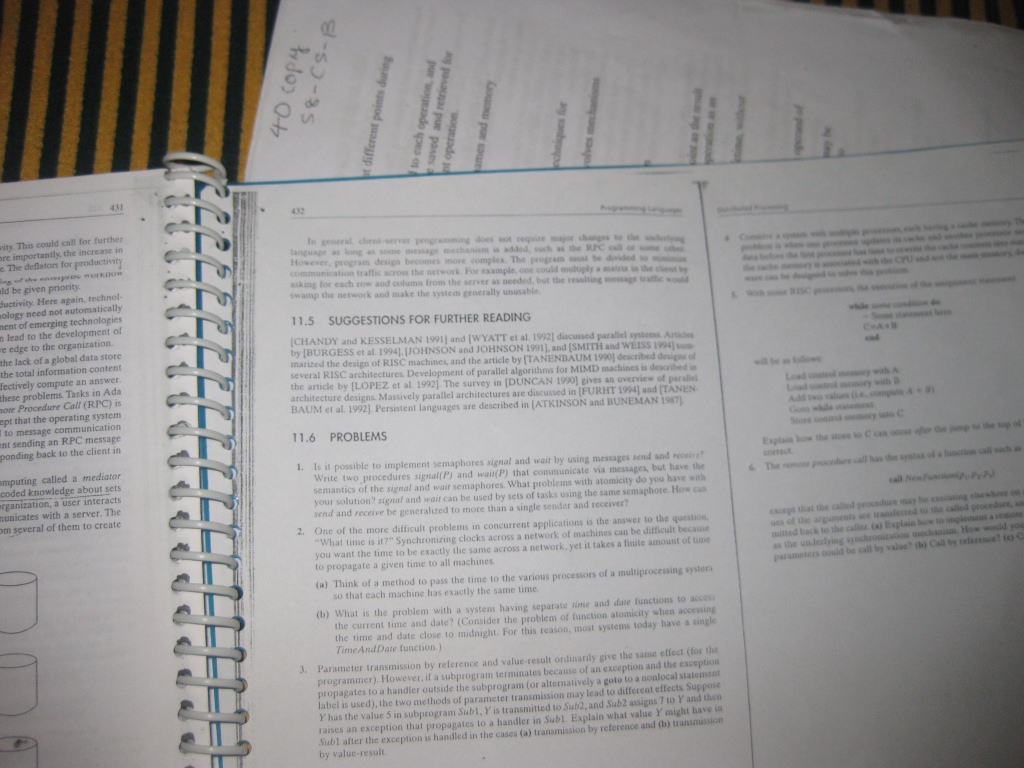 40 copy
S8-CS-B
t different points during
to each operation, and
e saved and retrieved for
nt operation.
ames and memory
echniques for
volves mechanisms
oint as the result
operation as an
time, without
operand of
ay be
431
vity. This could call for further
ore importantly, the increase in
e. The deflators for productivity
ld be given priority.
ductivity. Here again, technol-
ology need not automatically
nent of emerging technologies
n lead to the development of
ve edge to the organization.
the lack of a global data store
the total information content
fectively compute an answer.
these problems. Tasks in Ada
mote Procedure Call (RPC) is
ept that the operating system
l to message communication
ent sending an RPC message
ponding back to the client in
omputing called a mediator
coded knowledge about sets
organization, a user interacts
municates with a server. The
om several of them to create
432 Programming Languages
In general, client-server programming does not require major changes to the underlying
language as long as some message mechanism is added, such as the RPC call or some other.
However, program design becomes more complex. The program must be divided to minimize
communication traffic across the network. For example, one could multiply a matrix in the client by
asking for each row and column from the server as needed, but the resulting message traffic would
swamp the network and make the system generally unusable.
11.5 SUGGESTIONS FOR FURTHER READING
[CHANDY and KESSELMAN 1991] and [WYATT et al. 1992] discussed parallel systems. Articles
by [BURGESS et al. 1994], [JOHNSON and JOHNSON 1991], and [SMITH and WEISS 1994] sum-
marized the design of RISC machines, and the article by [TANENBAUM 1990] described designs of
several RISC architectures. Development of parallel algorithms for MIMD machines is described in
the article by [LOPEZ et al. 1992]. The survey in [DUNCAN 1990] gives an overview of parallel
architecture designs. Massively parallel architectures are discussed in [FURHT 1994] and [TANEN-
BAUM et al. 1992]. Persistent languages are described in [ATKINSON and BUNEMAN 1987].
11.6 PROBLEMS
1. Is it possible to implement semaphores signal and wait by using messages send and receive?
Write two procedures signal(P) and wait(P) that communicate via messages, but have the
semantics of the signal and wait semaphores. What problems with atomicity do you have with
your solution? signal and wait can be used by sets of tasks using the same semaphore. How can
send and receive be generalized to more than a single sender and receiver?
2. One of the more difficult problems in concurrent applications is the answer to the question,
"What time is it?" Synchronizing clocks across a network of machines can be difficult because
you want the time to be exactly the same across a network, yet it takes a finite amount of time
to propagate a given time to all machines.
(a) Think of a method to pass the time to the various processors of a multiprocessing system
so that each machine has exactly the same time.
(b) What is the problem with a system having separate time and date functions to access
the current time and date? (Consider the problem of function atomicity when accessing
the time and date close to midnight. For this reason, most systems today have a single
TimeAndDate function.)
3. Parameter transmission by reference and value-result ordinarily give the same effect (for the
programmer). However, if a subprogram terminates because of an exception and the exception
propagates to a handler outside the subprogram (or alternatively a goto to a nonlocal statement
label is used), the two methods of parameter transmission may lead to different effects. Suppose
Y has the value 5 in subprogram Sub1, Y is transmitted to Sub2, and Sub2 assigns 7 to Y and then
raises an exception that propagates to a handler in Sub1. Explain what value Y might have in
Sub1 after the exception is handled in the cases (a) transmission by reference and (b) transmission
by value-result.
Distributed Processing
4. Consider a system with multiple processors, each having a cache memory. The
problem is when one processor updates its cache and another processor
data before the first processor has time to rewrite the cache
the cache memory is associated with the CPU and not the main memory,
ware can be designed to solve this problem.
5. With some RISC processors, the execution of the
while some condition do
– Some statement here
C=A+B
end
will be as follows:
Load control memory with A
Load control memory with B
Add two values (i.e., compute A + B)
Goto while statement
Store control memory into C
Explain how the store to C can occur after the jump to the top of
correct.
6. The remote procedure call has the syntax of a function call such as
call NewFunction(P1, P2, P3)
except that the called procedure may be executing elsewhere on
ues of the arguments are transferred to the called procedure,
mitted back to the caller. (a) Explain how to implement a remote
as the underlying synchronization mechanism. How would you
parameters could be call by value? (b) Call by reference? (c)